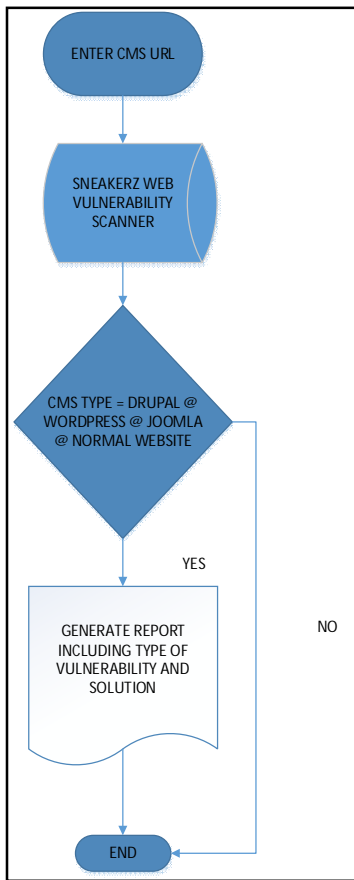 ENTER CMS URL
SNEAKERZ WEB
VULNERABILITY
SCANNER
CMS TYPE = DRUPAL @
WORDPRESS @ JOOMLA
@ NORMAL WEBSITE
YES
NO
GENERATE REPORT
INCLUDING TYPE OF
VULNERABILITY AND
SOLUTION
END